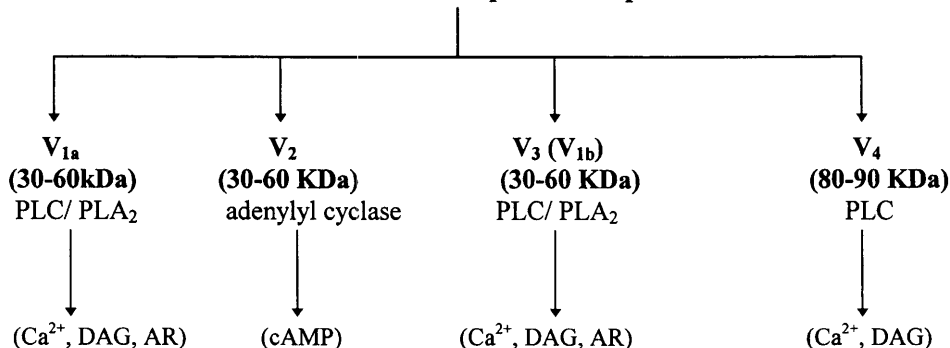 V₁ₐ V₂ V₃ (V₁b) V₄
(30-60kDa) (30-60 KDa) (30-60 KDa) (80-90 KDa)
PLC/ PLA₂ adenylyl cyclase PLC/ PLA₂ PLC
(Ca²⁺, DAG, AR) (cAMP) (Ca²⁺, DAG, AR) (Ca²⁺, DAG)